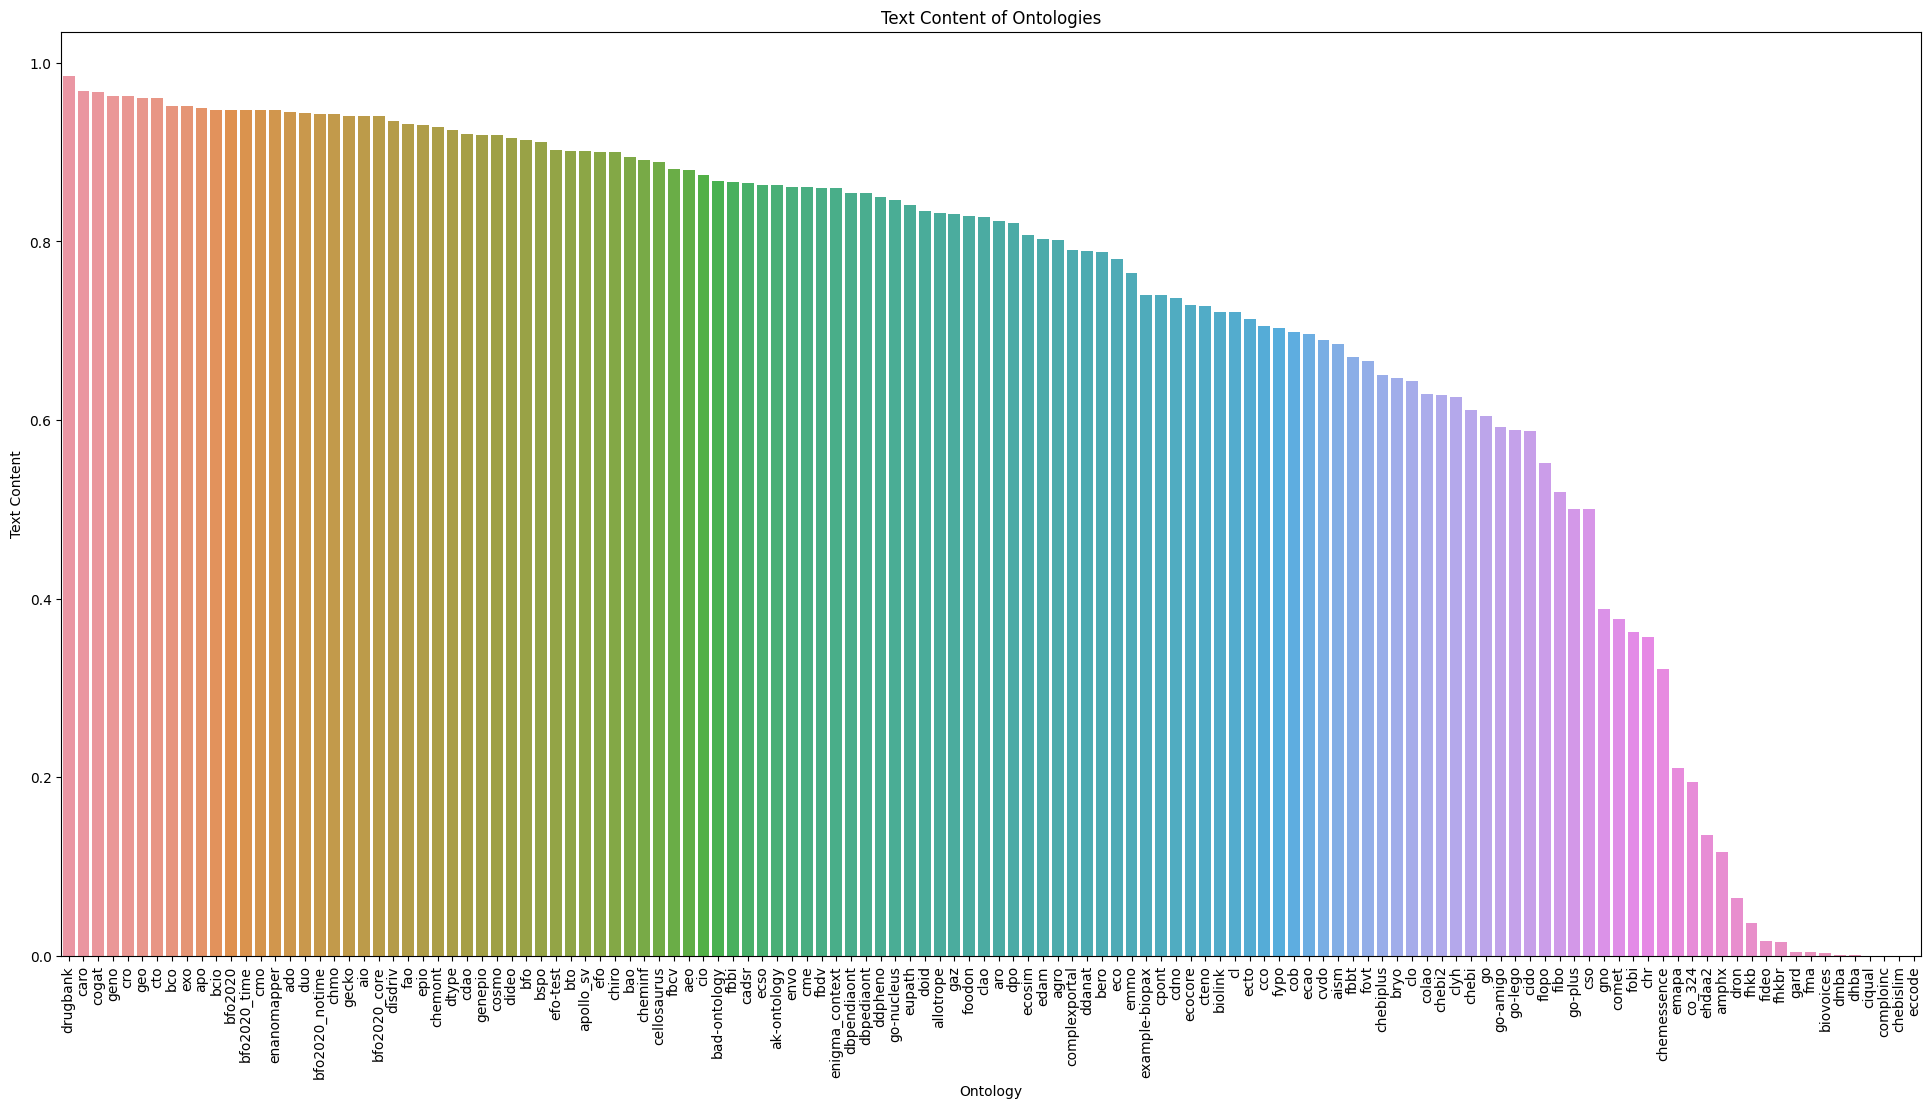 Text Content of Ontologies
Text Content
1.0
0.8
0.6
0.4
0.2
0.0
drugbank
caro
cogat
geno
cro
geo
cto
bco
exo
apo
bcio
bfo2020
bfo2020_time
cmo
enanomapper
ado
duo
bfo2020_notime
chmo
gecko
aio
bfo2020_core
disdriv
fao
epio
chemont
dtype
cdao
genepio
cosmo
dideo
bfo
bspo
efo-test
bto
apollo_sv
efo
chiro
bao
cheminf
cellosaurus
fbcv
aeo
cio
bad-ontology
fbbi
cadsr
ecso
ak-ontology
envo
cme
fbdv
enigma_context
dbpendiaont
dbpediaont
ddpheno
go-nucleus
eupath
doid
allotrope
gaz
foodon
clao
aro
dpo
ecosim
edam
agro
complexportal
ddanat
bero
eco
emmo
example-biopax
cpont
cdno
ecocore
cteno
biolink
cl
ecto
cco
fypo
cob
ecao
cvdo
aism
fbbt
fovt
chebiplus
bryo
clo
colao
chebi2
clyh
chebi
go
go-amigo
go-lego
cido
flopo
fibo
go-plus
cso
gno
comet
fobi
chr
chemessence
emapa
co_324
ehdaa2
amphx
dron
fhkb
fideo
fhkbr
gard
fma
biovoices
dmba
dhba
ciqual
comploinc
chebislim
eccode
Ontology